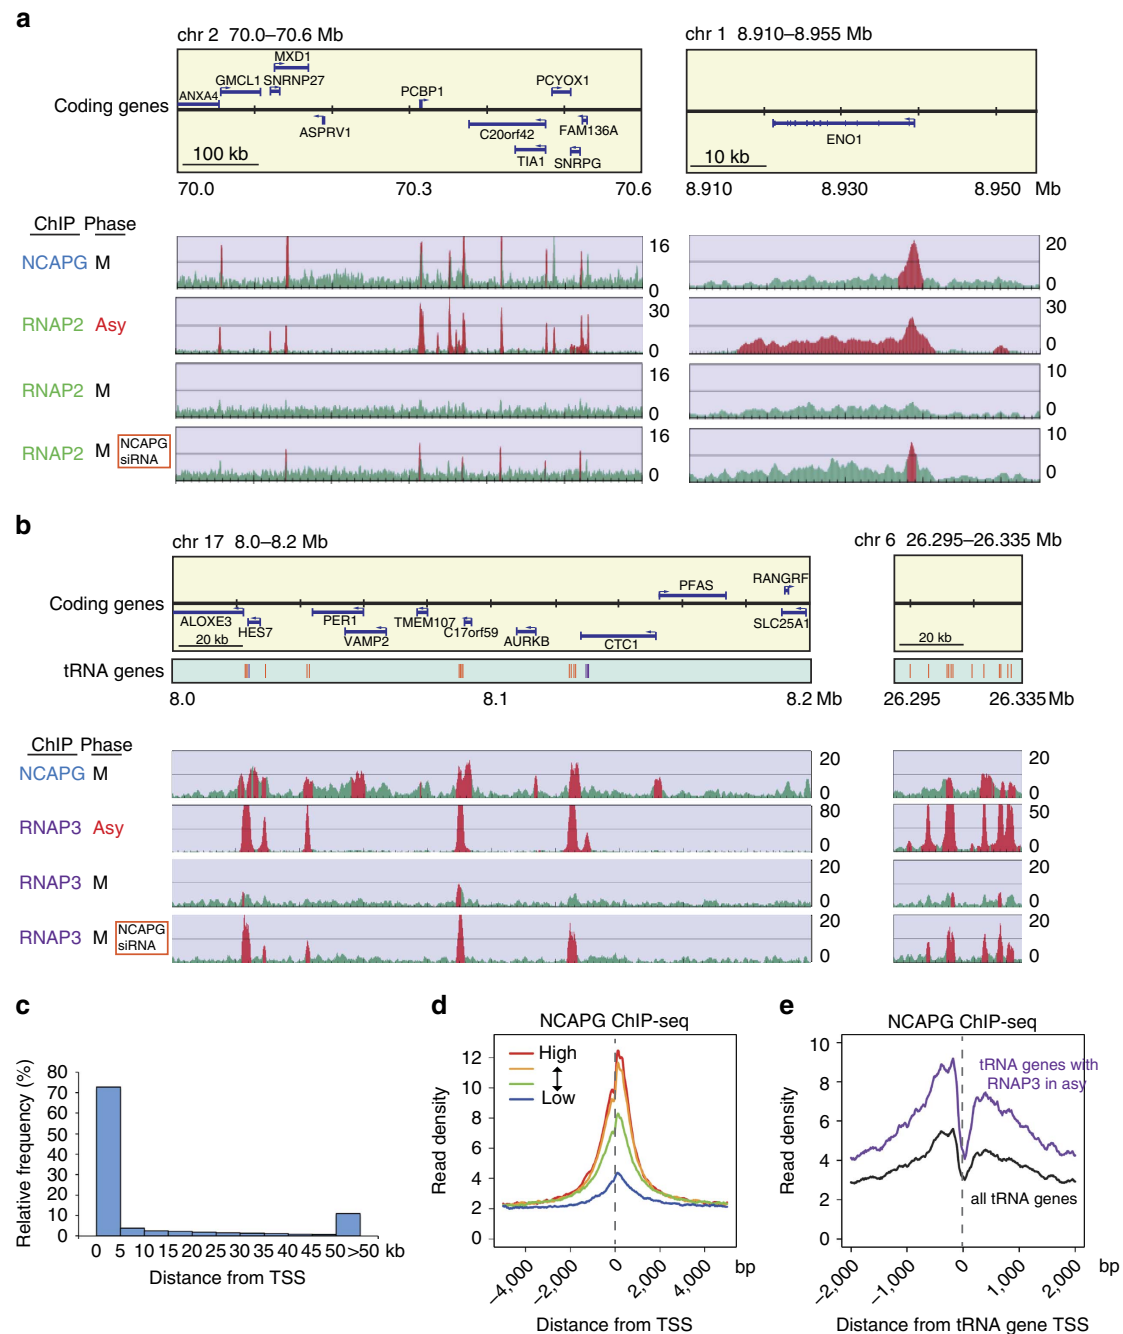 a
chr 2 70.0–70.6 Mb
chr 1 8.910–8.955 Mb
Coding genes
MXD1
GMCL1 SNRNP27
ANXA4
ASPRV1
PCBP1
PCYOX1
C20orf42
FAM136A
TIA1
SNRPG
100 kb
ENO1
10 kb
70.0 70.3 70.6
8.910 8.930 8.950 Mb
ChIP Phase
NCAPG M
16
0
20
0
RNAP2 Asy
30
0
30
0
RNAP2 M
16
0
10
0
RNAP2 M NCAPG siRNA
16
0
10
0
b
chr 17 8.0–8.2 Mb
chr 6 26.295–26.335 Mb
Coding genes
ALOXE3
HES7
PER1
VAMP2
TMEM107
C17orf59
AURKB
CTC1
PFAS
RANGRF
SLC25A1
20 kb
20 kb
tRNA genes
8.0 8.1 8.2 Mb
26.295 26.335 Mb
ChIP Phase
NCAPG M
20
0
20
0
RNAP3 Asy
80
0
50
0
RNAP3 M
20
0
20
0
RNAP3 M NCAPG siRNA
20
0
20
0
c
Relative frequency (%)
80
70
60
50
40
30
20
10
0
0 5 10 15 20 25 30 35 40 45 50 >50 kb
Distance from TSS
d
NCAPG ChIP-seq
High
Low
Read density
12
10
8
6
4
2
0
–4,000 –2,000 0 2,000 4,000 bp
Distance from TSS
e
NCAPG ChIP-seq
tRNA genes with
RNAP3 in asy
all tRNA genes
Read density
10
8
6
4
2
0
–2,000 –1,000 0 1,000 2,000 bp
Distance from tRNA gene TSS